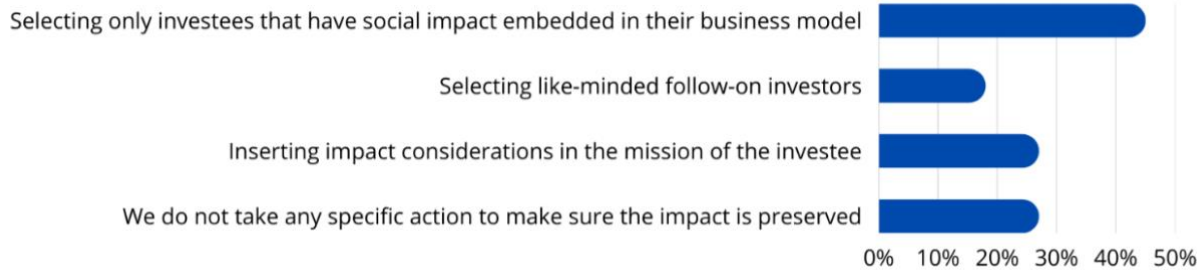 Selecting only investees that have social impact embedded in their business model
Selecting like-minded follow-on investors
Inserting impact considerations in the mission of the investee
We do not take any specific action to make sure the impact is preserved
0% 10% 20% 30% 40% 50%